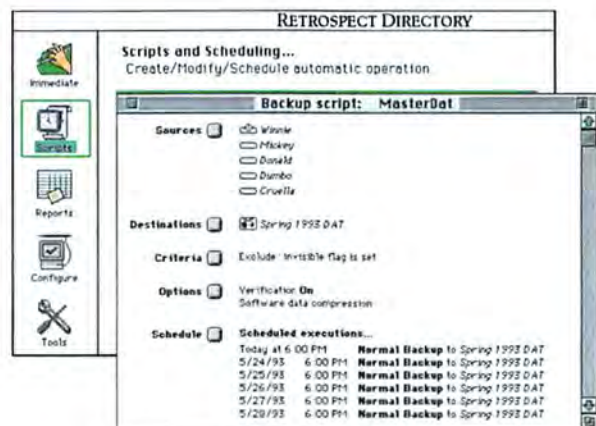 RETROSPECT DIRECTORY
Immediate
Scripts
Reports
Configure
Tools
Scripts and Scheduling...
Create/Modify/Schedule automatic operation
Backup script: MasterDat
Sources
Winnie
Mickey
Donald
Dumbo
Cruella
Destinations
Spring 1993 DAT
Criteria
Exclude: Invisible flag is set
Options
Verification On
Software data compression
Schedule
Scheduled executions...
Today at 6:00 PM Normal Backup to Spring 1993 DAT
5/24/93 6:00 PM Normal Backup to Spring 1993 DAT
5/25/93 6:00 PM Normal Backup to Spring 1993 DAT
5/26/93 6:00 PM Normal Backup to Spring 1993 DAT
5/27/93 6:00 PM Normal Backup to Spring 1993 DAT
5/28/93 6:00 PM Normal Backup to Spring 1993 DAT